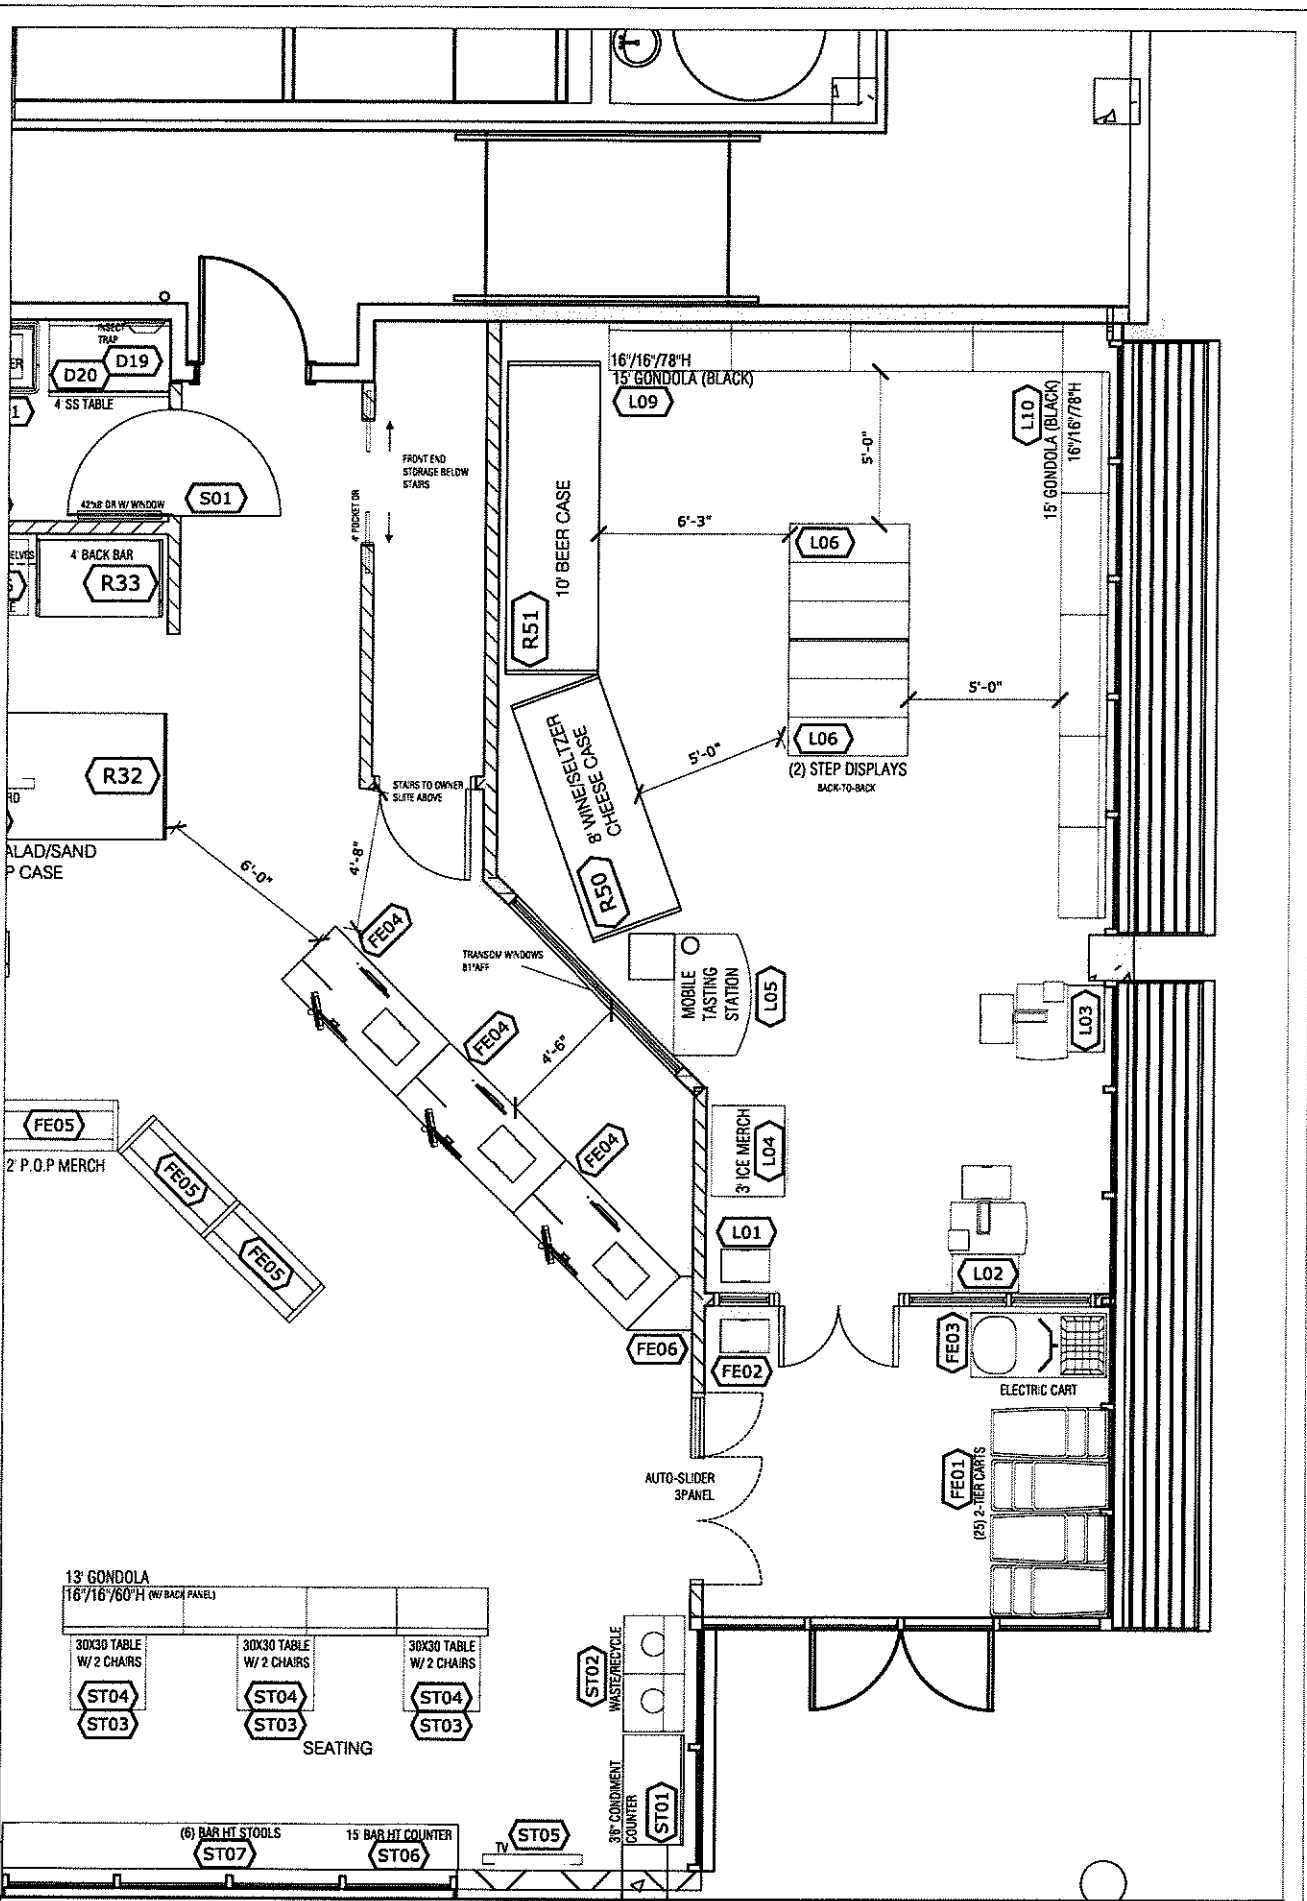 INSECT
TRAP
D19
D20
4' SS TABLE
ER
1
42"x8' DR W/ WINDOW
S01
4' POCKET DR
FRONT END
STORAGE BELOW
STAIRS
ELVES
4' BACK BAR
R33
R32
RD
ALAD/SAND
P CASE
6'-0"
4'-8"
STAIRS TO OWNER
SUITE ABOVE
16"/16"/78"H
15' GONDOLA (BLACK)
L09
L10
15' GONDOLA (BLACK)
16"/16"/78"H
5'-0"
6'-3"
10' BEER CASE
R51
L06
5'-0"
L06
(2) STEP DISPLAYS
BACK-TO-BACK
5'-0"
8' WINE/SELTZER
CHEESE CASE
R50
FE04
TRANSOM WINDOWS
81"AFF
MOBILE
TASTING
STATION
L05
L03
FE04
4'-6"
FE04
FE05
2' P.O.P MERCH
FE05
FE05
3' ICE MERCH
L04
L01
L02
FE06
FE02
FE03
ELECTRIC CART
AUTO-SLIDER
3PANEL
FE01
(25) 2-TIER CARTS
13' GONDOLA
16"/16"/60"H (W/ BACK PANEL)
30X30 TABLE
W/ 2 CHAIRS
ST04
ST03
30X30 TABLE
W/ 2 CHAIRS
ST04
ST03
30X30 TABLE
W/ 2 CHAIRS
ST04
ST03
SEATING
ST02
WASTE/RECYCLE
3'6" CONDIMENT
COUNTER
ST01
(6) BAR HT STOOLS
ST07
15' BAR HT COUNTER
ST06
TV
ST05